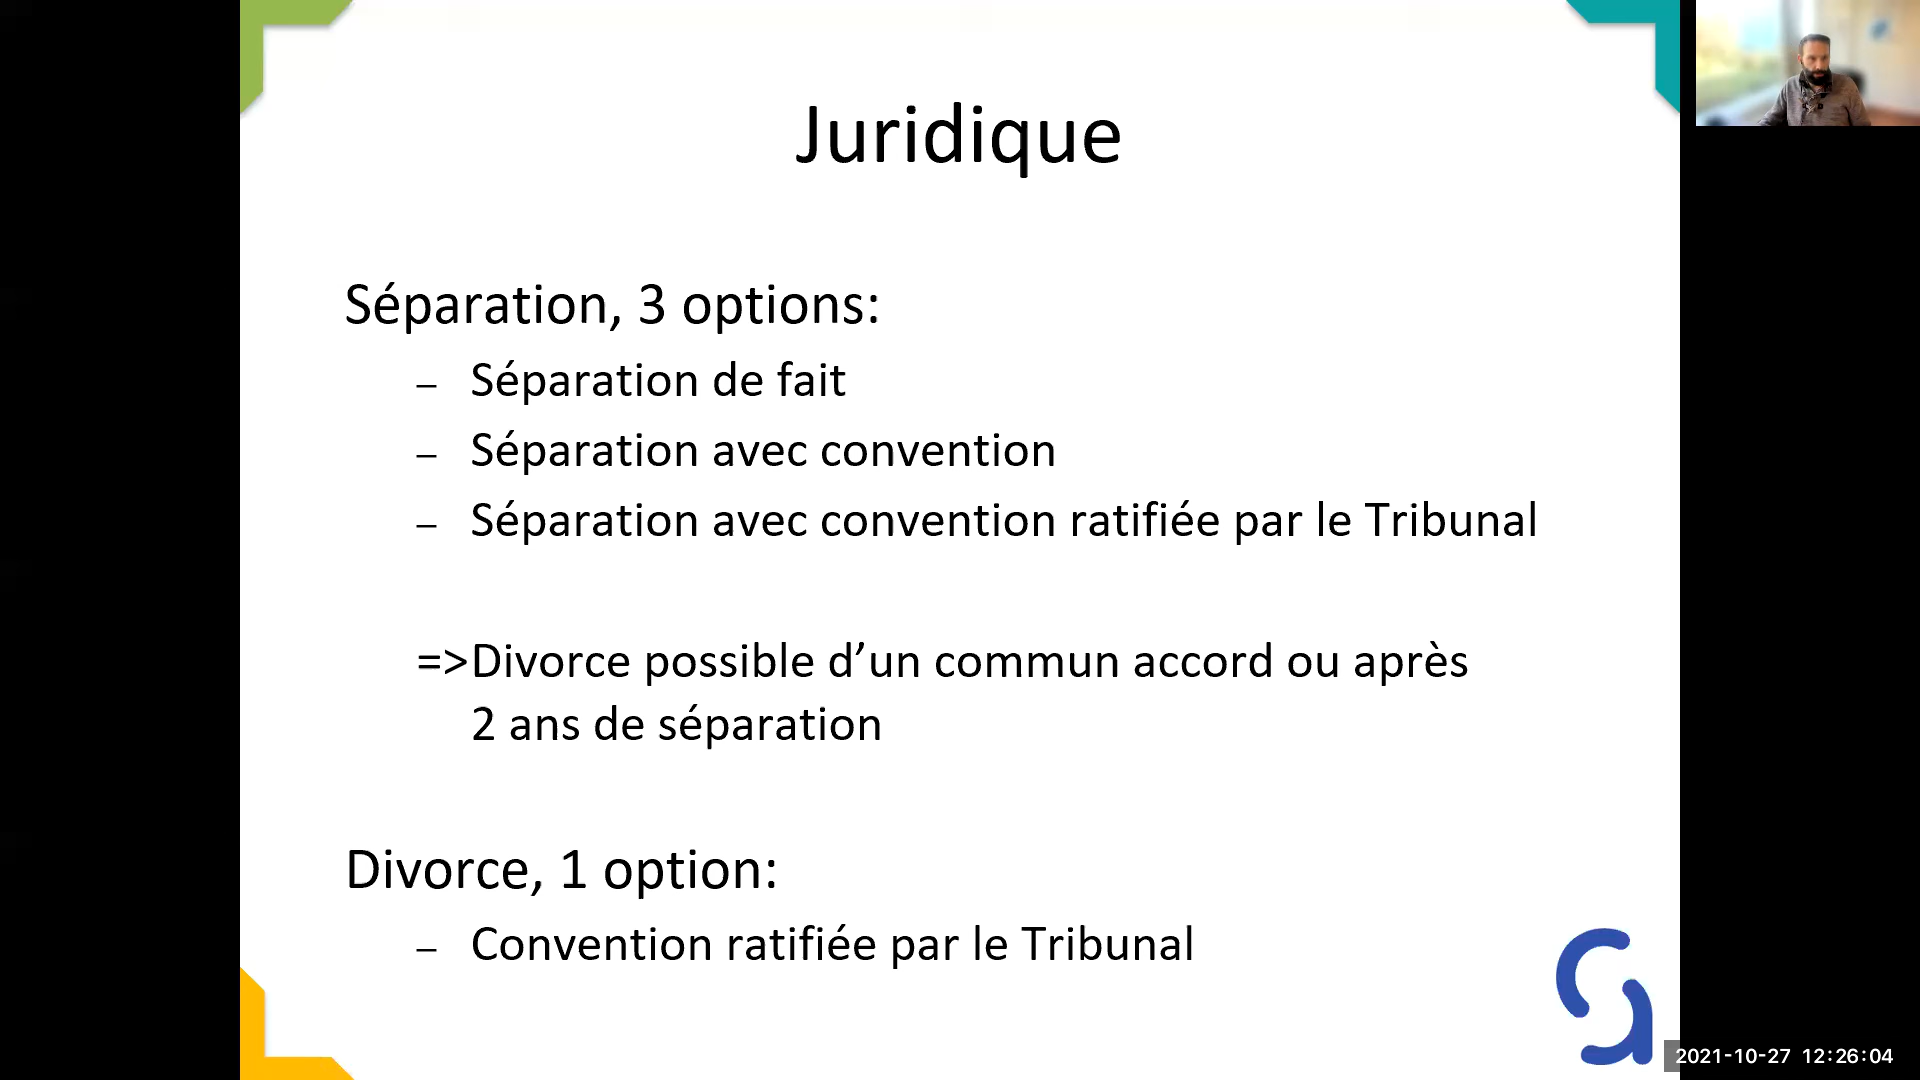 Juridique
Séparation, 3 options:
– Séparation de fait
– Séparation avec convention
– Séparation avec convention ratifiée par le Tribunal
=>Divorce possible d’un commun accord ou après
2 ans de séparation
Divorce, 1 option:
– Convention ratifiée par le Tribunal
2021-10-27 12:26:04